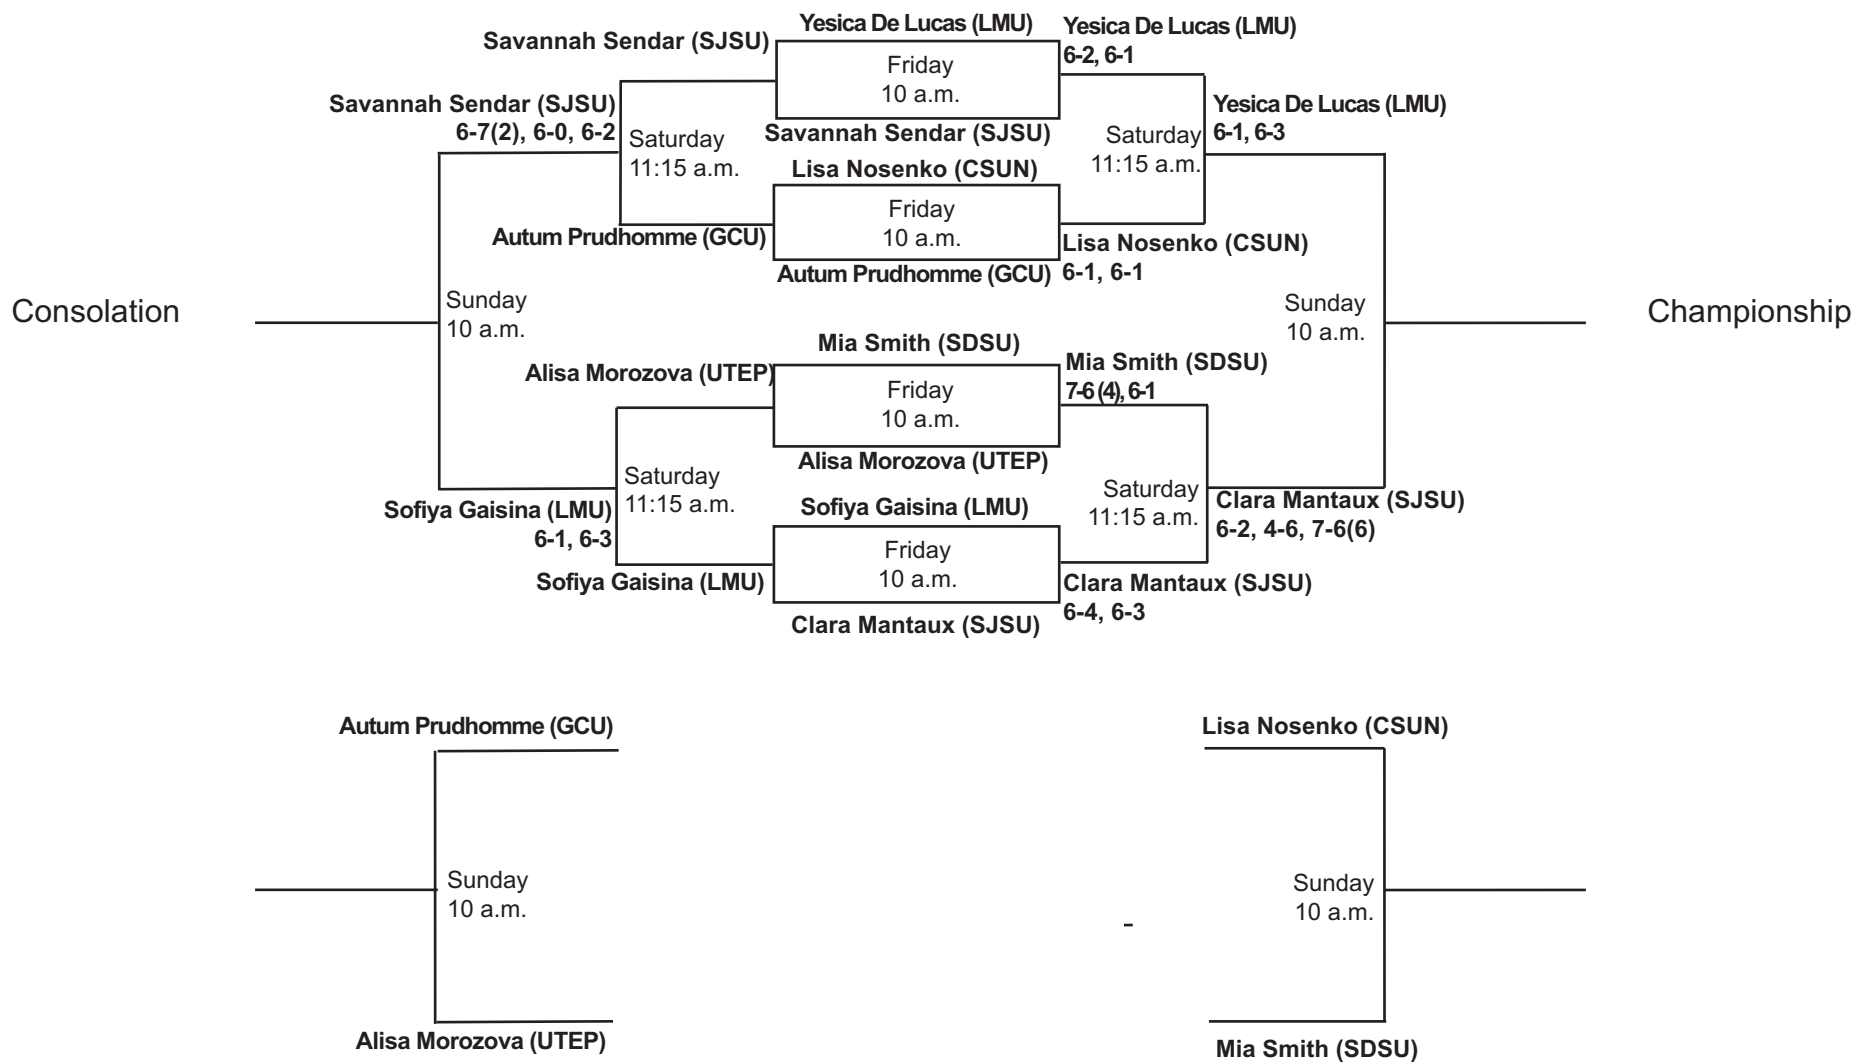 Yesica De Lucas (LMU)
Yesica De Lucas (LMU)
6-2, 6-1
Savannah Sendar (SJSU)
Friday
10 a.m.
Savannah Sendar (SJSU)
6-7(2), 6-0, 6-2
Yesica De Lucas (LMU)
6-1, 6-3
Savannah Sendar (SJSU)
Saturday
11:15 a.m.
Saturday
11:15 a.m.
Lisa Nosenko (CSUN)
Friday
10 a.m.
Autum Prudhomme (GCU)
Lisa Nosenko (CSUN)
6-1, 6-1
Autum Prudhomme (GCU)
Consolation
Sunday
10 a.m.
Sunday
10 a.m.
Championship
Mia Smith (SDSU)
Mia Smith (SDSU)
7-6 (4), 6-1
Alisa Morozova (UTEP)
Friday
10 a.m.
Alisa Morozova (UTEP)
Saturday
11:15 a.m.
Saturday
11:15 a.m.
Sofiya Gaisina (LMU)
6-1, 6-3
Sofiya Gaisina (LMU)
Clara Mantaux (SJSU)
6-2, 4-6, 7-6(6)
Friday
10 a.m.
Sofiya Gaisina (LMU)
Clara Mantaux (SJSU)
6-4, 6-3
Clara Mantaux (SJSU)
Autum Prudhomme (GCU)
Lisa Nosenko (CSUN)
Sunday
10 a.m.
Sunday
10 a.m.
-
Alisa Morozova (UTEP)
Mia Smith (SDSU)